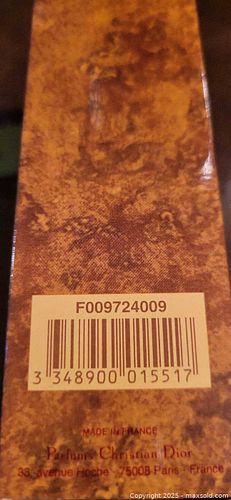 F009724009
3 348900 015517
MADE IN FRANCE
Parfums Christian Dior
33, avenue Hoche - 75008 Paris - France
Copyright 2025 - maxsold.com